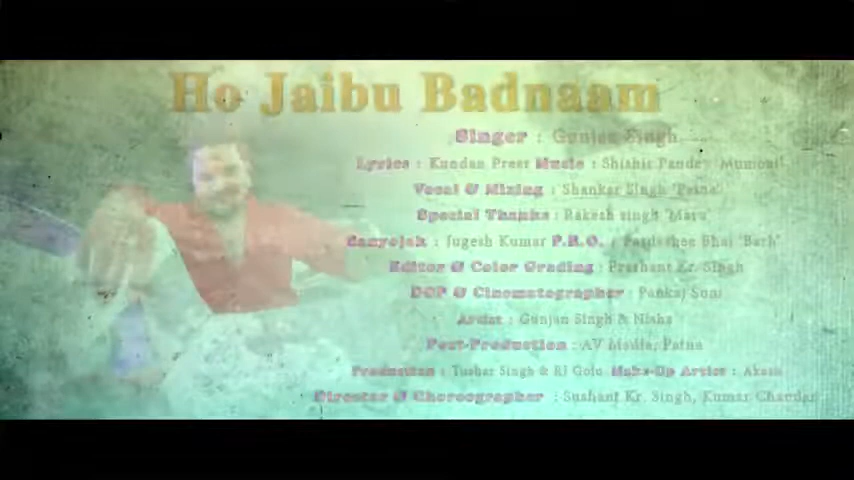 Ho Jaibu Badnaam
Singer : Gunjan Singh
Lyrics : Kundan Preet Music : Shishir Pandey 'Mumbai'
Vocal & Mixing : Shankar Singh 'Patna'
Special Thanks : Rakesh singh
Sanyojak : Jugesh Kumar P.R.O. : Bhai 'Barh'
Editor & Color Grading : Prashant Kr. Singh
DOP & Cinematographer : Pankaj Soni
Artist : Gunjan Singh & Nisha
Post-Production : AV Media, Patna
Production : Tushar Singh & RJ Golu Make-Up Artist : Akash
Director & Choreographer : Sushant Kr. Singh, Kumar Chandan